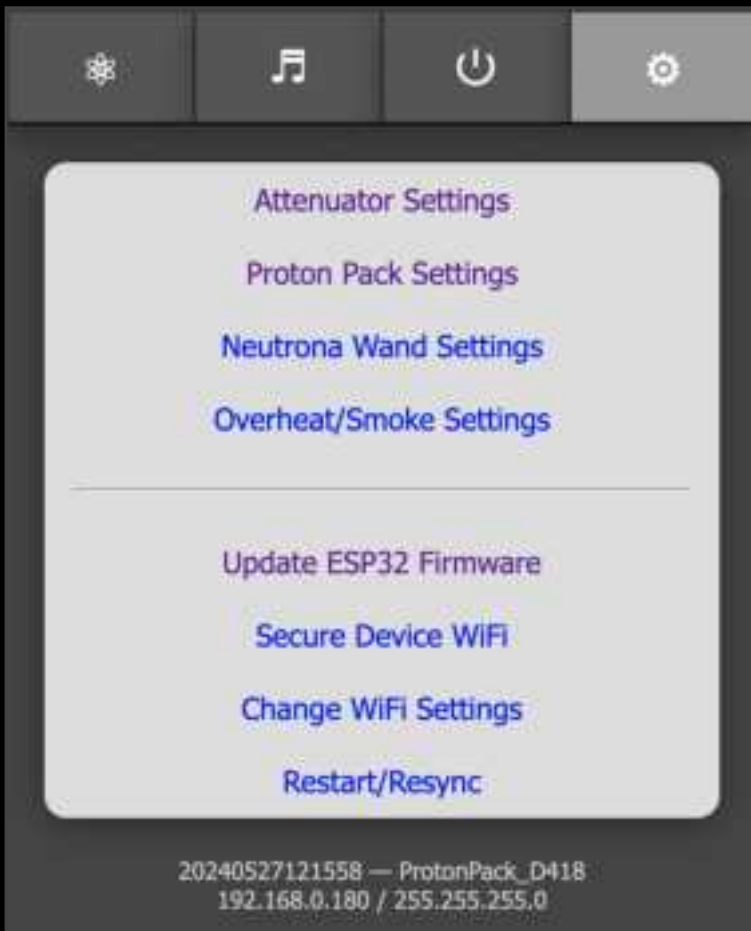 Attenuator Settings
Proton Pack Settings
Neutrona Wand Settings
Overheat/Smoke Settings
Update ESP32 Firmware
Secure Device WiFi
Change WiFi Settings
Restart/Resync
20240527121558 — ProtonPack_D418
192.168.0.180 / 255.255.255.0